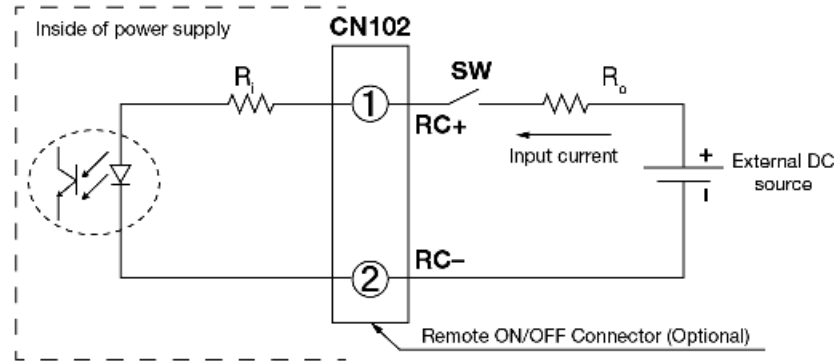 Inside of power supply
CN102
Ri
①
SW
Ro
RC+
Input current
+
External DC
source
-
②
RC−
Remote ON/OFF Connector (Optional)